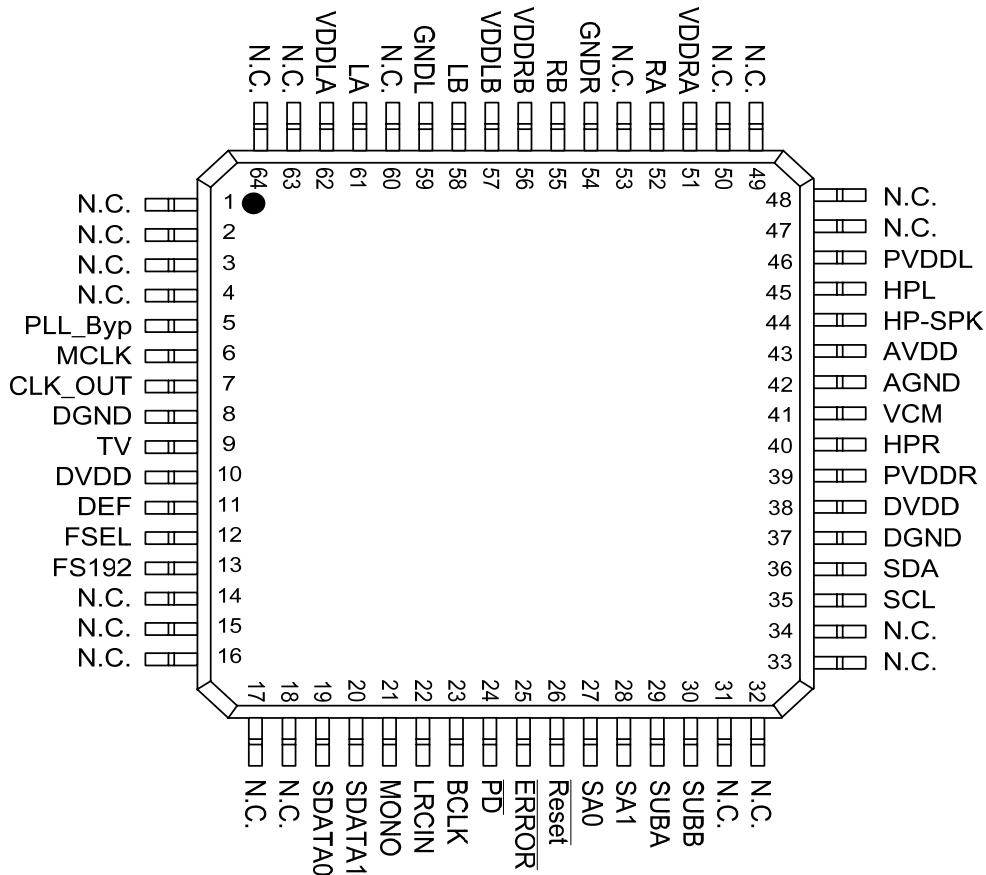 N.C. N.C. VDDLA LA N.C. GNDL LB VDDLB VDDRB RB GNDR N.C. RA VDDRA N.C. N.C.
64 63 62 61 60 59 58 57 56 55 54 53 52 51 50 49
N.C. 1 48 N.C.
N.C. 2 47 N.C.
N.C. 3 46 PVDDL
N.C. 4 45 HPL
PLL_Byp 5 44 HP-SPK
MCLK 6 43 AVDD
CLK_OUT 7 42 AGND
DGND 8 41 VCM
TV 9 40 HPR
DVDD 10 39 PVDDR
DEF 11 38 DVDD
FSEL 12 37 DGND
FS192 13 36 SDA
N.C. 14 35 SCL
N.C. 15 34 N.C.
N.C. 16 33 N.C.
17 18 19 20 21 22 23 24 25 26 27 28 29 30 31 32
N.C. N.C. SDATA0 SDATA1 MONO LRCIN BCLK PD ERROR Reset SA0 SA1 SUBA SUBB N.C. N.C.